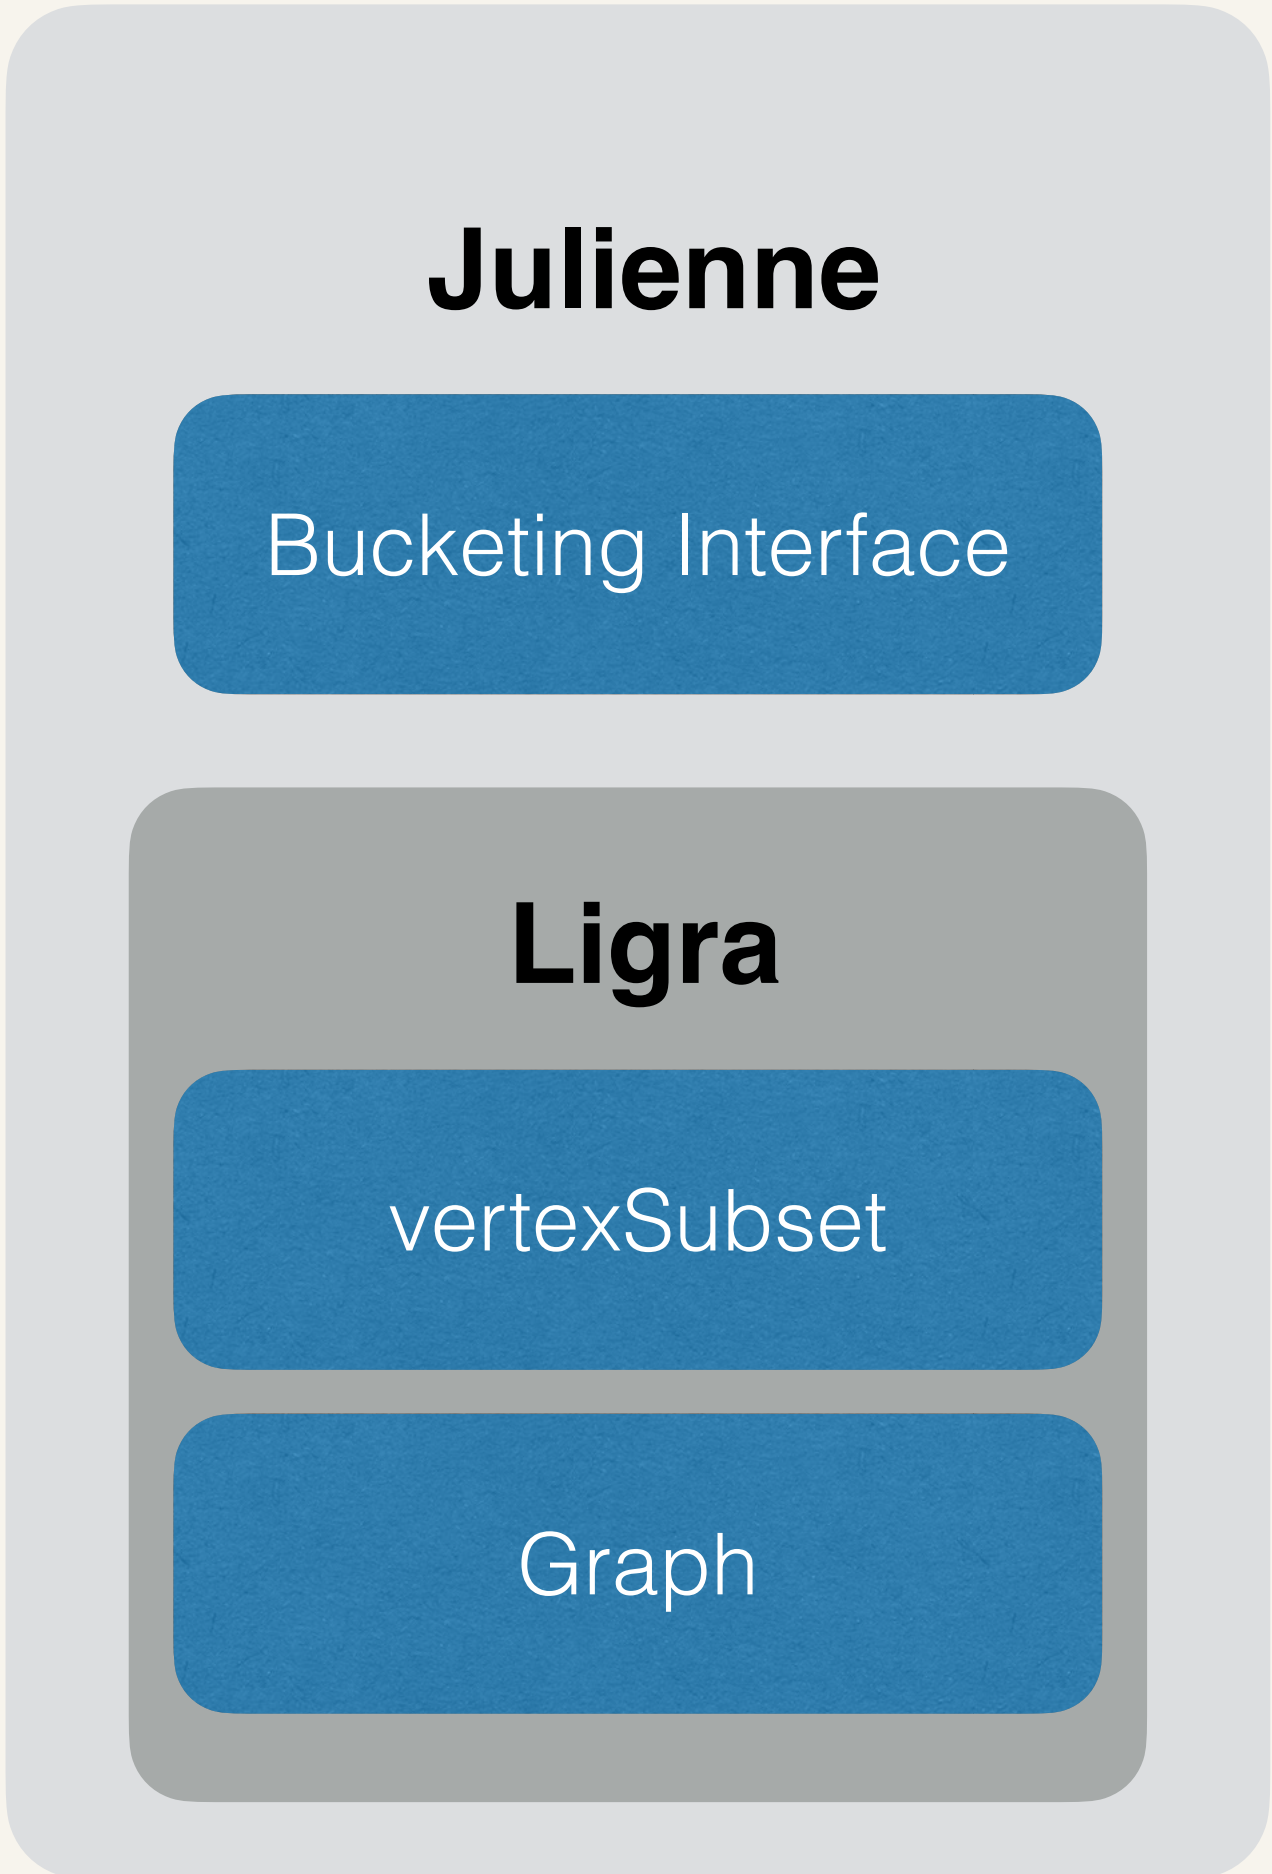 Julienne
Bucketing Interface
Ligra
vertexSubset
Graph